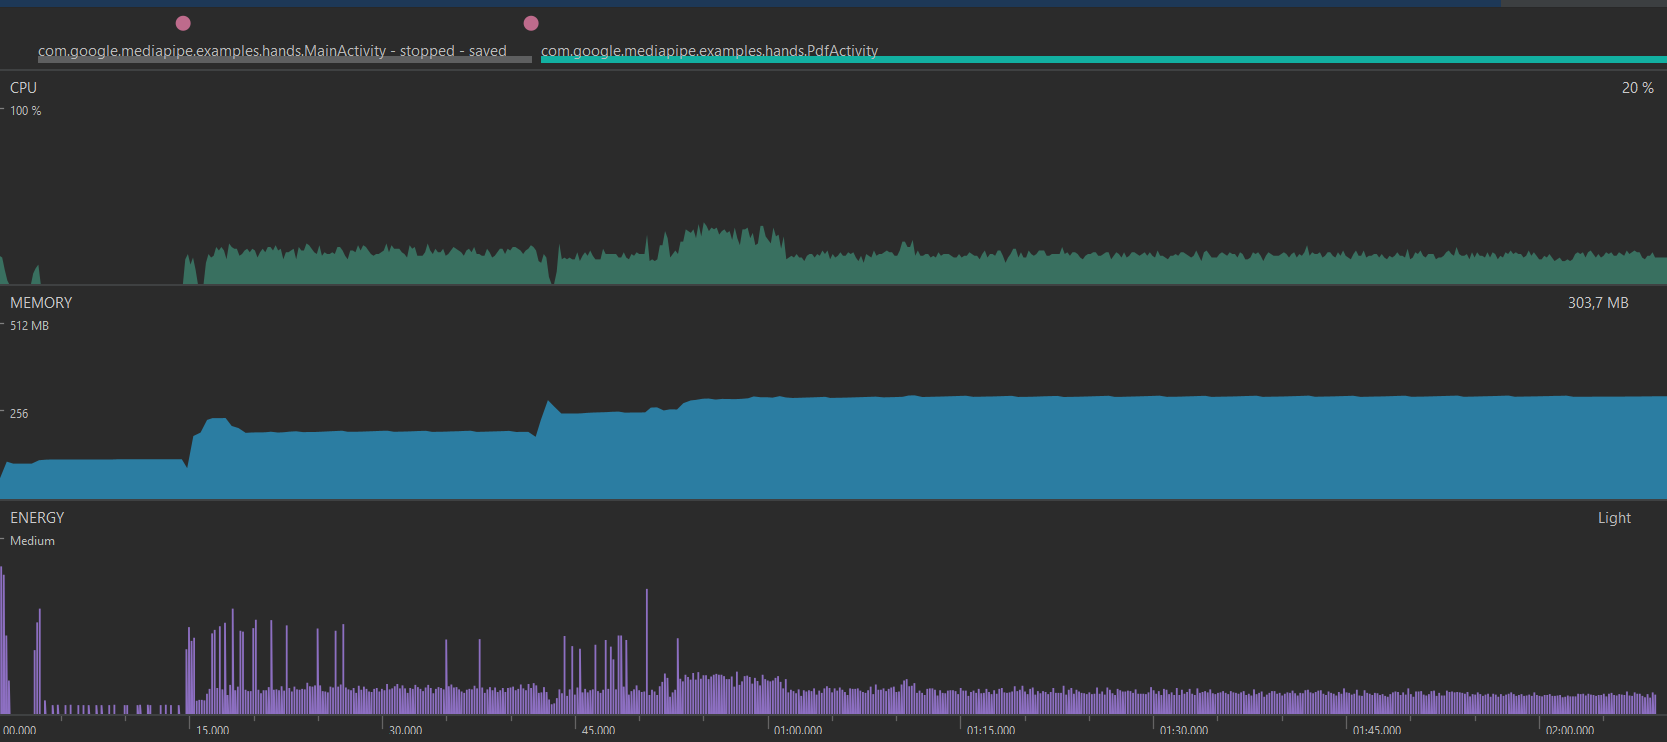 com.google.mediapipe.examples.hands.MainActivity - stopped - saved
com.google.mediapipe.examples.hands.PdfActivity
CPU
20 %
100 %
MEMORY
303,7 MB
512 MB
256
ENERGY
Light
Medium
00.000
15.000
30.000
45.000
01:00.000
01:15.000
01:30.000
01:45.000
02:00.000